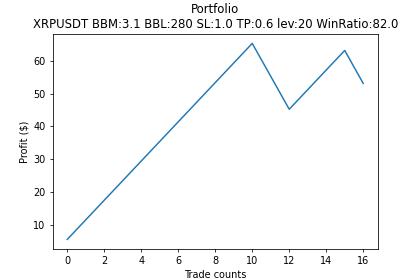 Portfolio
XRPUSDT BBM:3.1 BBL:280 SL:1.0 TP:0.6 lev:20 WinRatio:82.0
60
50
40
30
20
10
Profit ($)
0 2 4 6 8 10 12 14 16
Trade counts